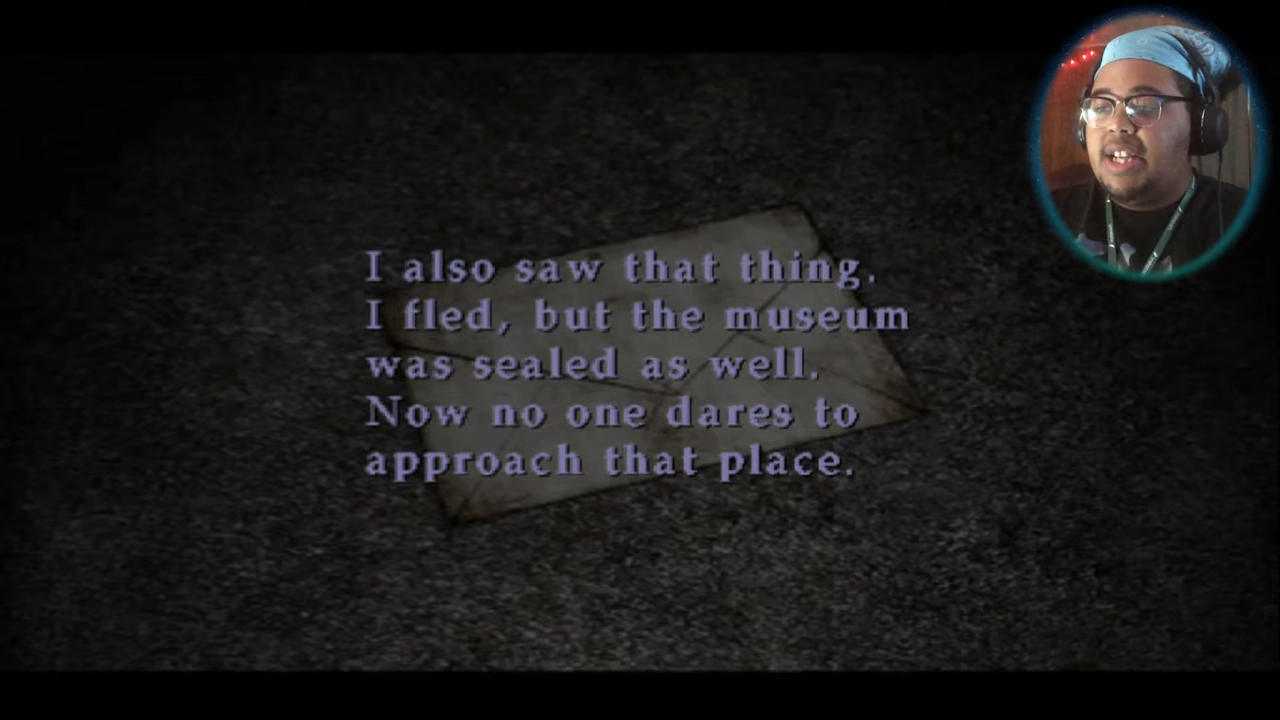 I also saw that thing.
I fled, but the museum
was sealed as well.
Now no one dares to
approach that place.